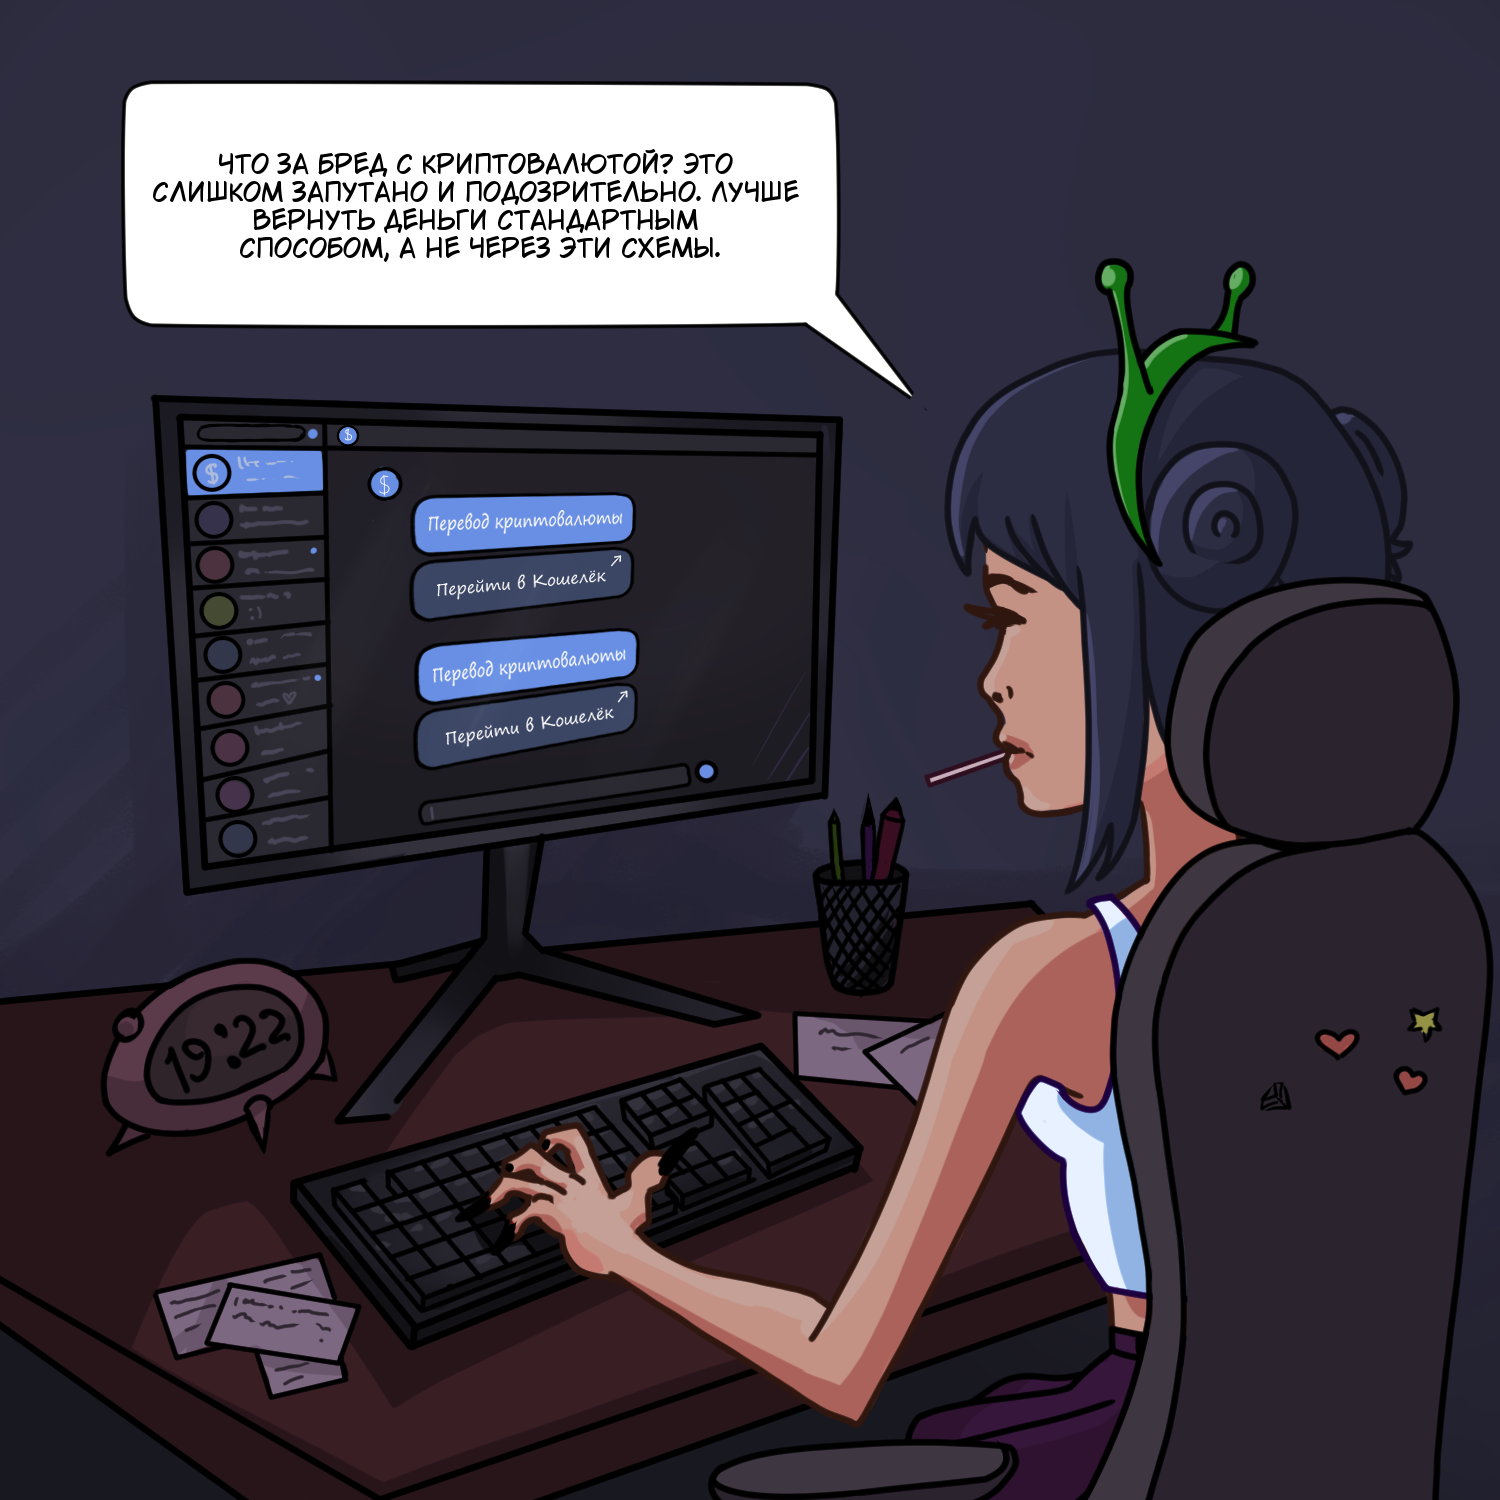 ЧТО ЗА БРЕД С КРИПТОВАЛЮТОЙ? ЭТО
СЛИШКОМ ЗАПУТАНО И ПОДОЗРИТЕЛЬНО. ЛУЧШЕ
ВЕРНУТЬ ДЕНЬГИ СТАНДАРТНЫМ
СПОСОБОМ, А НЕ ЧЕРЕЗ ЭТИ СХЕМЫ.
$
$
$
Перевод криптовалюты
Перейти в Кошелёк
:)
Перевод криптовалюты
Перейти в Кошелёк
19:22